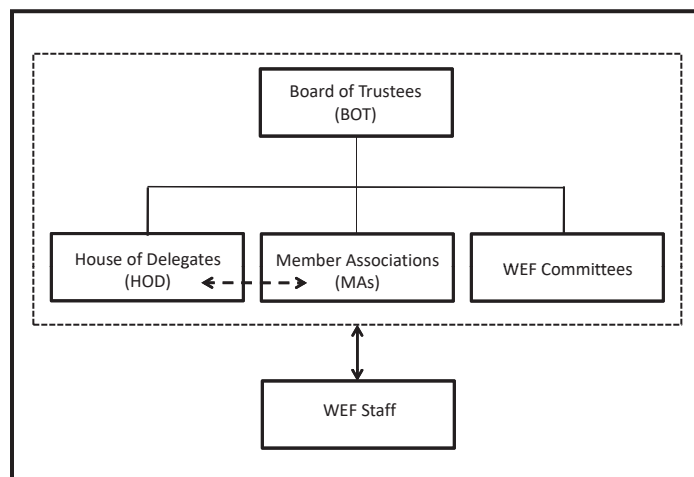 Board of Trustees
(BOT)
House of Delegates
(HOD)
Member Associations
(MAs)
WEF Committees
WEF Staff